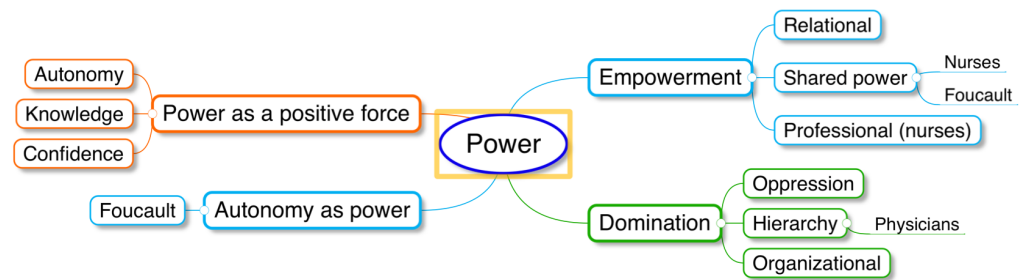 Power
Power as a positive force
Autonomy
Knowledge
Confidence
Autonomy as power
Foucault
Empowerment
Relational
Shared power
Nurses
Foucault
Professional (nurses)
Domination
Oppression
Hierarchy
Physicians
Organizational